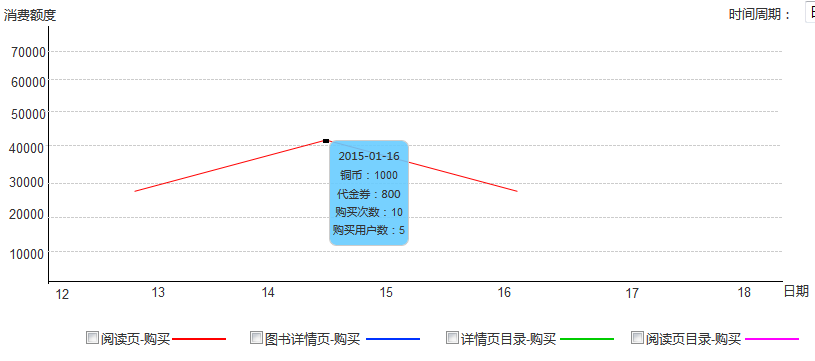 消费额度
时间周期：
70000
60000
50000
40000
30000
20000
10000
2015-01-16
铜币：1000
代金券：800
购买次数：10
购买用户数：5
12 13 14 15 16 17 18 日期
阅读页-购买 图书详情页-购买 详情页目录-购买 阅读页目录-购买